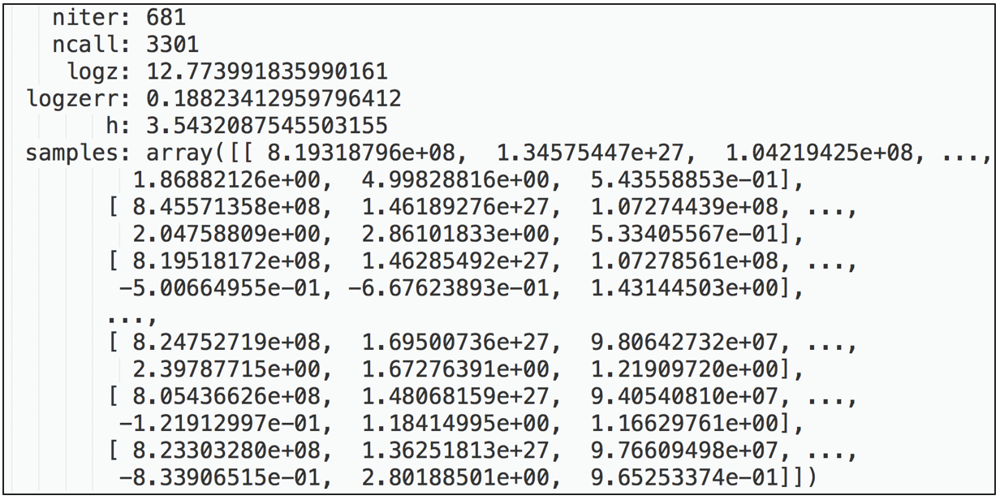 niter: 681
ncall: 3301
logz: 12.773991835990161
logzerr: 0.18823412959796412
h: 3.5432087545503155
samples: array([[ 8.19318796e+08,  1.34575447e+27,  1.04219425e+08, ...,
1.86882126e+00,  4.99828816e+00,  5.43558853e-01],
[ 8.45571358e+08,  1.46189276e+27,  1.07274439e+08, ...,
2.04758809e+00,  2.86101833e+00,  5.33405567e-01],
[ 8.19518172e+08,  1.46285492e+27,  1.07278561e+08, ...,
-5.00664955e-01, -6.67623893e-01,  1.43144503e+00],
...,
[ 8.24752719e+08,  1.69500736e+27,  9.80642732e+07, ...,
2.39787715e+00,  1.67276391e+00,  1.21909720e+00],
[ 8.05436626e+08,  1.48068159e+27,  9.40540810e+07, ...,
-1.21912997e-01,  1.18414995e+00,  1.16629761e+00],
[ 8.23303280e+08,  1.36251813e+27,  9.76609498e+07, ...,
-8.33906515e-01,  2.80188501e+00,  9.65253374e-01]])